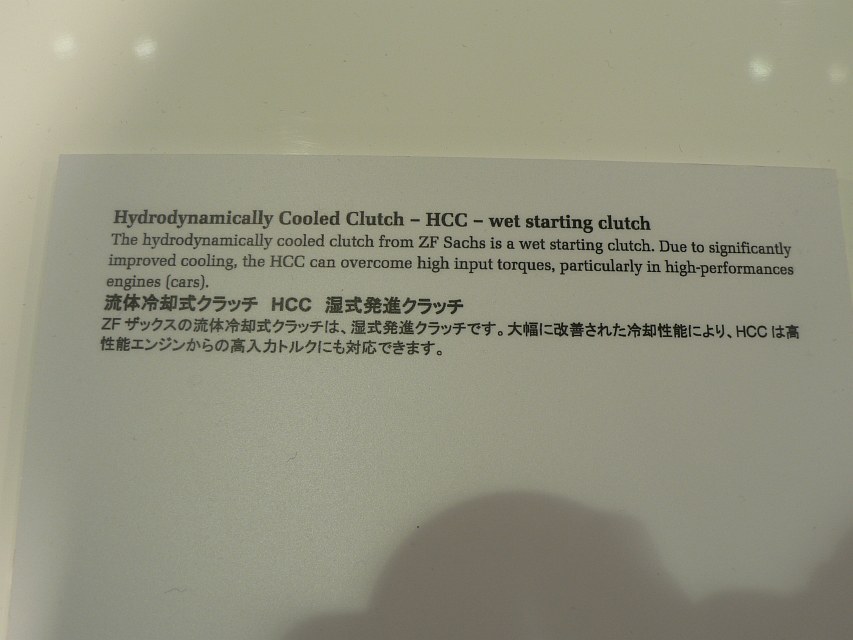 Hydrodynamically Cooled Clutch – HCC – wet starting clutch
The hydrodynamically cooled clutch from ZF Sachs is a wet starting clutch. Due to significantly
improved cooling, the HCC can overcome high input torques, particularly in high-performances
engines (cars).
流体冷却式クラッチ HCC 湿式発進クラッチ
ZF ザックスの流体冷却式クラッチは、湿式発進クラッチです。大幅に改善された冷却性能により、HCC は高
性能エンジンからの高入力トルクにも対応できます。